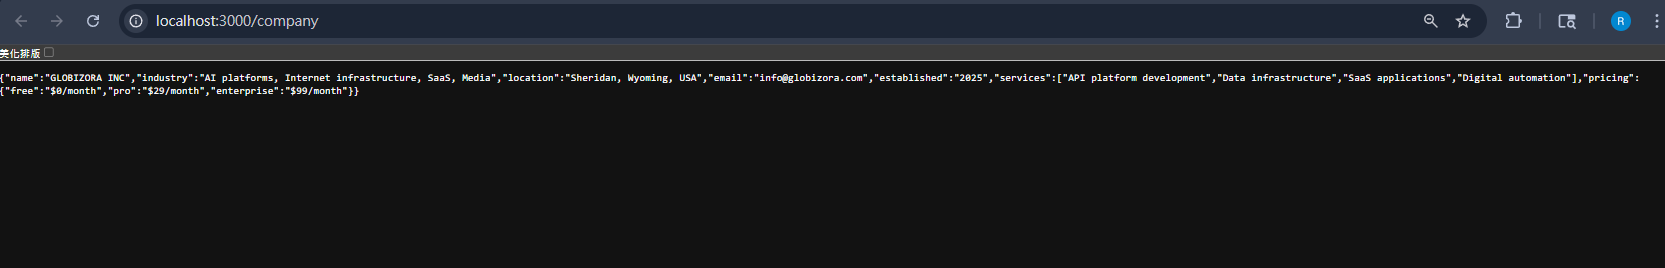 localhost:3000/company
R
美化排版
{"name":"GLOBIZORA INC","industry":"AI platforms, Internet infrastructure, SaaS, Media","location":"Sheridan, Wyoming, USA","email":"info@globizora.com","established":"2025","services":["API platform development","Data infrastructure","SaaS applications","Digital automation"],"pricing":
{"free":"$0/month","pro":"$29/month","enterprise":"$99/month"}}